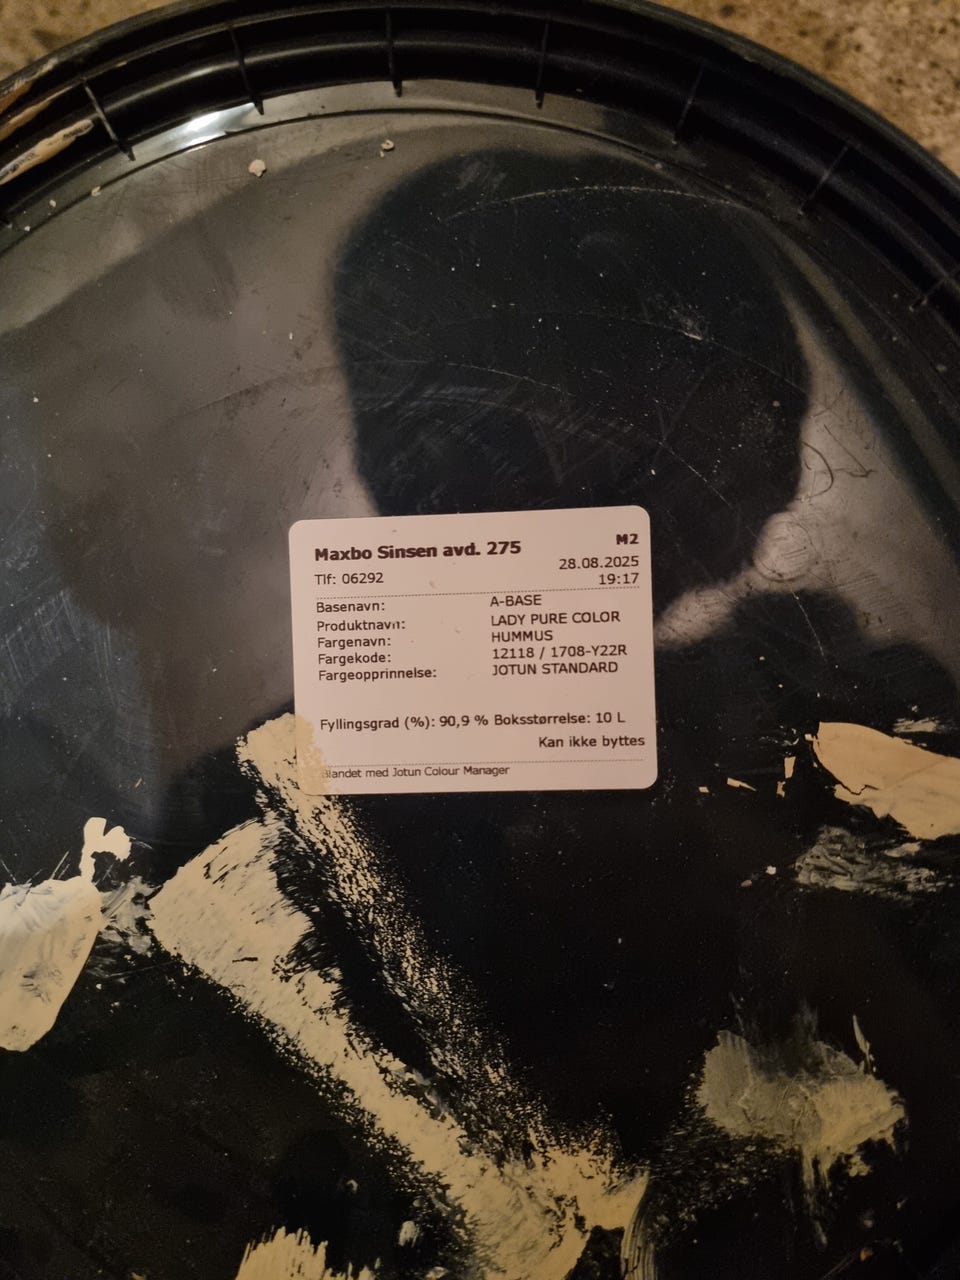 Maxbo Sinsen avd. 275 M2
Tlf: 06292 28.08.2025
19:17
Basenavn: A-BASE
Produktnavn: LADY PURE COLOR
Fargenavn: HUMMUS
Fargekode: 12118 / 1708-Y22R
Fargeopprinnelse: JOTUN STANDARD
Fyllingsgrad (%): 90,9 % Boksstørrelse: 10 L
Kan ikke byttes
Blandet med Jotun Colour Manager